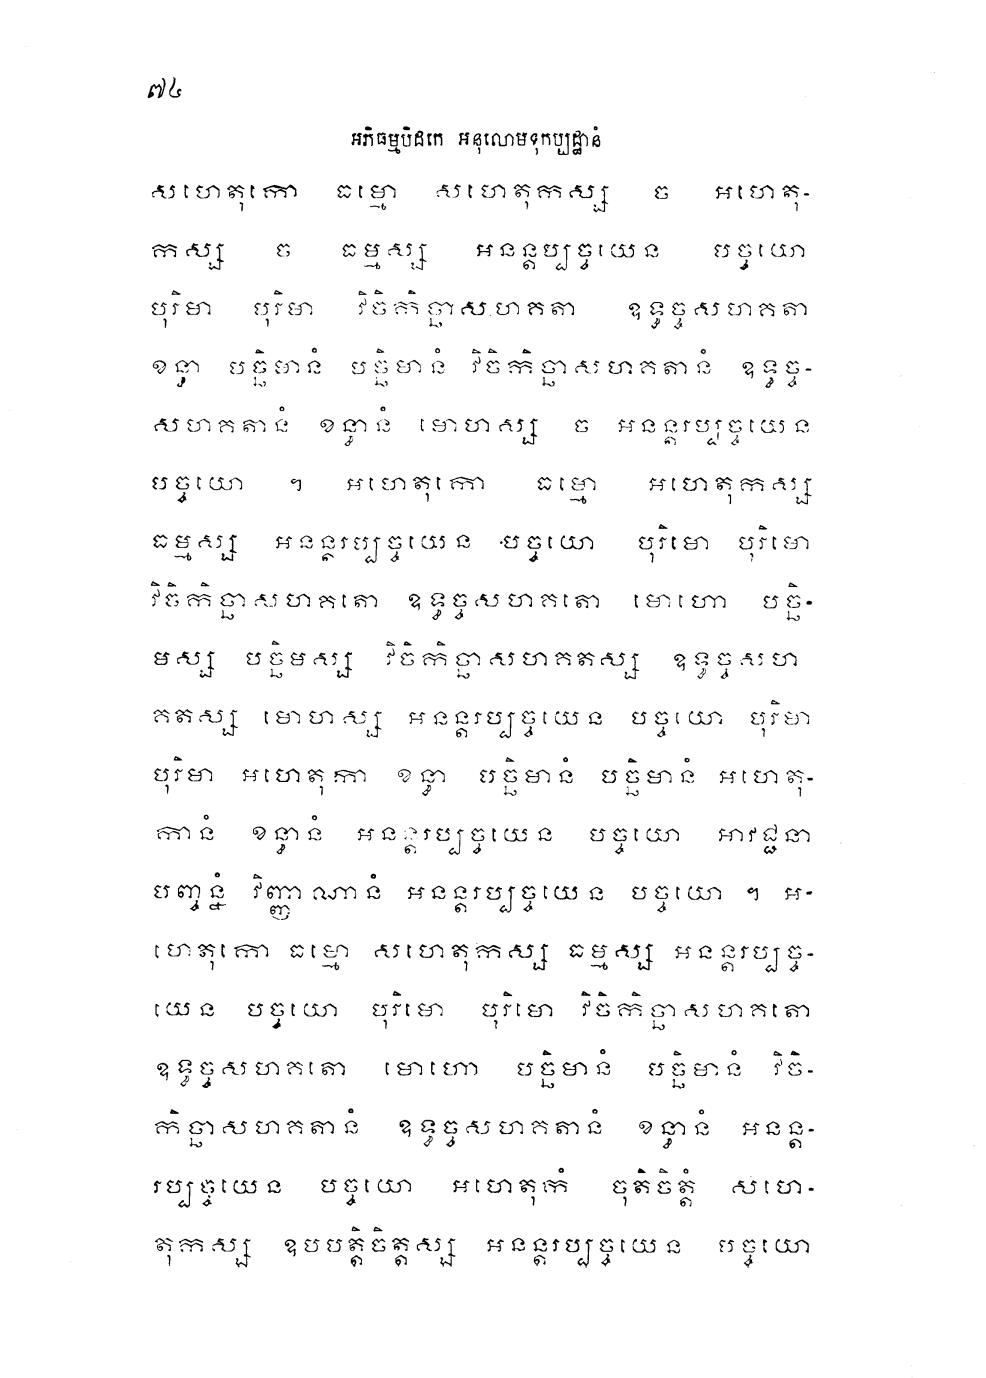 ៧៤
អភិធម្មបិដកេ អនុលោមទុកប្បដ្ឋានំ
សហេតុកោ ធម្មោ សហេតុកស្ស ច អហេតុ-
កស្ស ច ធម្មស្ស អនន្តរប្បច្ចយេន បច្ចយោ
បុរិមា បុរិមា វិចិកិច្ឆាសហគតា ឧទ្ធច្ចសហគតា
ខន្ធា បច្ឆិមានំ បច្ឆិមានំ វិចិកិច្ឆាសហគតានំ ឧទ្ធច្ច-
សហគតានំ ខន្ធានំ មោហស្ស ច អនន្តរប្បច្ចយេន
បច្ចយោ ។ អហេតុកោ ធម្មោ អហេតុកស្ស
ធម្មស្ស អនន្តរប្បច្ចយេន បច្ចយោ បុរិមោ បុរិមោ
វិចិកិច្ឆាសហគតោ ឧទ្ធច្ចសហគតោ មោហោ បច្ឆិ-
មស្ស បច្ឆិមស្ស វិចិកិច្ឆាសហគតស្ស ឧទ្ធច្ចសហ
គតស្ស មោហស្ស អនន្តរប្បច្ចយេន បច្ចយោ បុរិមា
បុរិមា អហេតុកា ខន្ធា បច្ឆិមានំ បច្ឆិមានំ អហេតុ-
កានំ ខន្ធានំ អនន្តរប្បច្ចយេន បច្ចយោ អាវជ្ជនា
បញ្ចន្នំ វិញ្ញាណានំ អនន្តរប្បច្ចយេន បច្ចយោ ។ អ-
ហេតុកោ ធម្មោ សហេតុកស្ស ធម្មស្ស អនន្តរប្បច្ច-
យេន បច្ចយោ បុរិមោ បុរិមោ វិចិកិច្ឆាសហគតោ
ឧទ្ធច្ចសហគតោ មោហោ បច្ឆិមានំ បច្ឆិមានំ វិចិ-
កិច្ឆាសហគតានំ ឧទ្ធច្ចសហគតានំ ខន្ធានំ អនន្ត-
រប្បច្ចយេន បច្ចយោ អហេតុកំ ចុតិចិត្តំ សហេ-
តុកស្ស ឧបបត្តិចិត្តស្ស អនន្តរប្បច្ចយេន បច្ចយោ